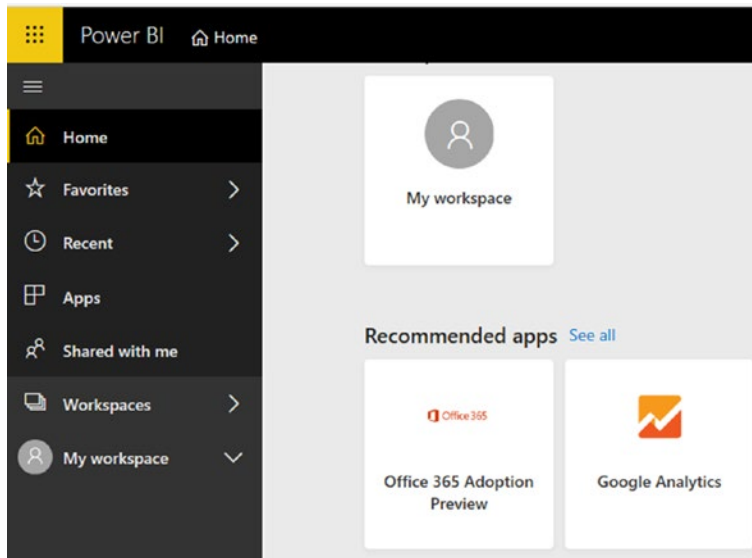 Power BI Home
Home
Favorites
Recent
Apps
Shared with me
Workspaces
My workspace
My workspace
Recommended apps See all
Office 365
Office 365 Adoption
Preview
Google Analytics